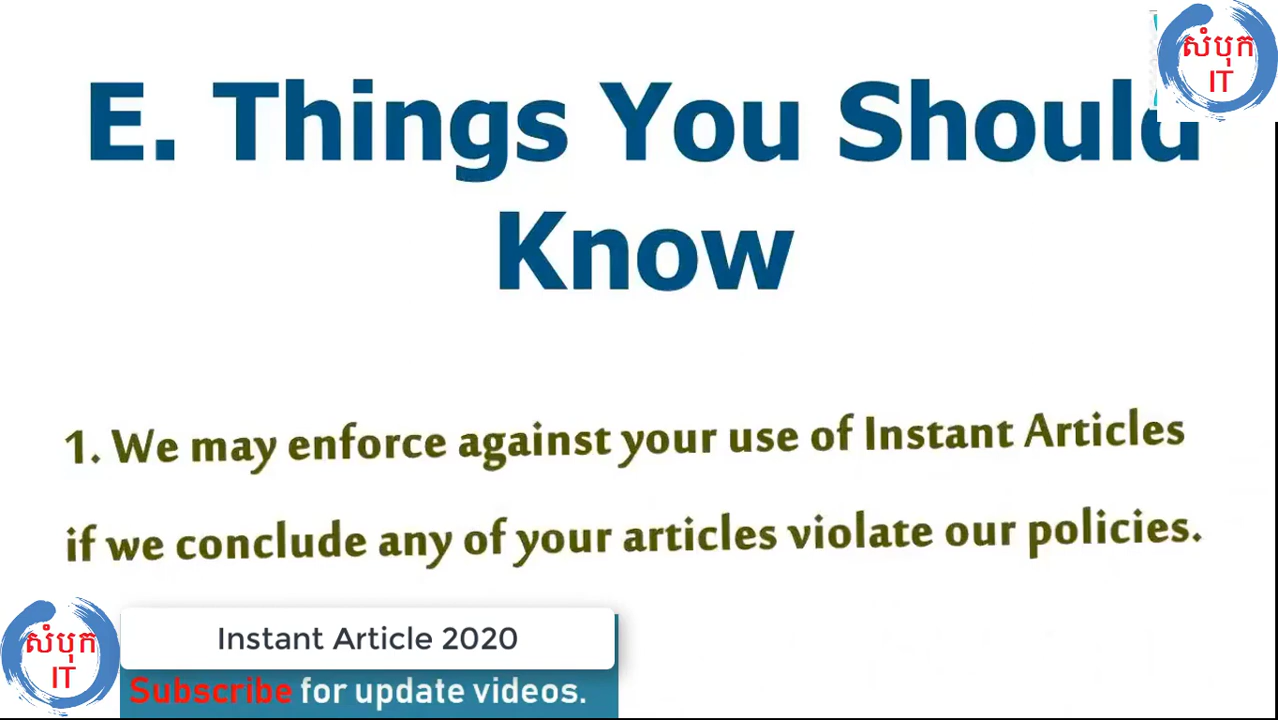 សំបុក
IT
E. Things You Should
Know
1. We may enforce against your use of Instant Articles
if we conclude any of your articles violate our policies.
សំបុក
IT
Instant Article 2020
Subscribe for update videos.